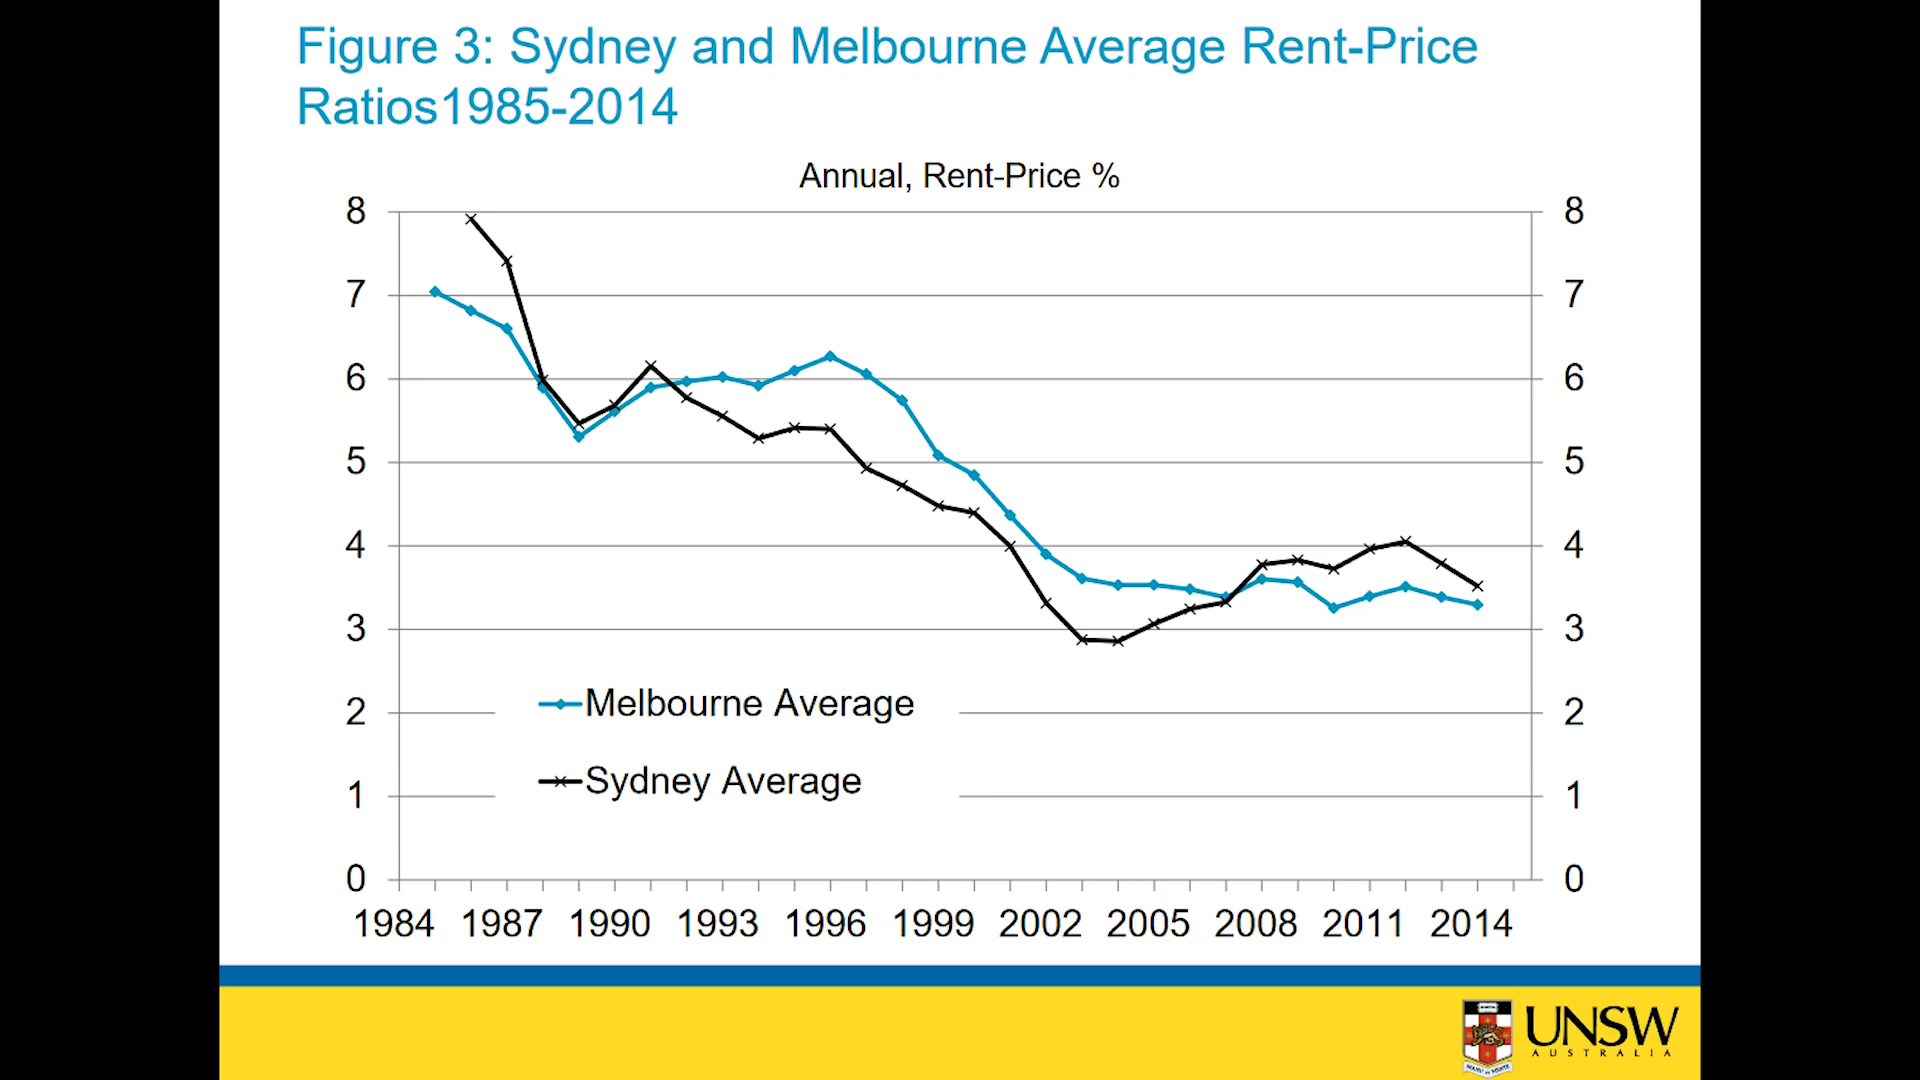 Figure 3: Sydney and Melbourne Average Rent-Price
Ratios1985-2014
Annual, Rent-Price %
8 8
7 7
6 6
5 5
4 4
3 3
2 2
1 1
0 0
Melbourne Average
Sydney Average
1984 1987 1990 1993 1996 1999 2002 2005 2008 2011 2014
UNSW
AUSTRALIA